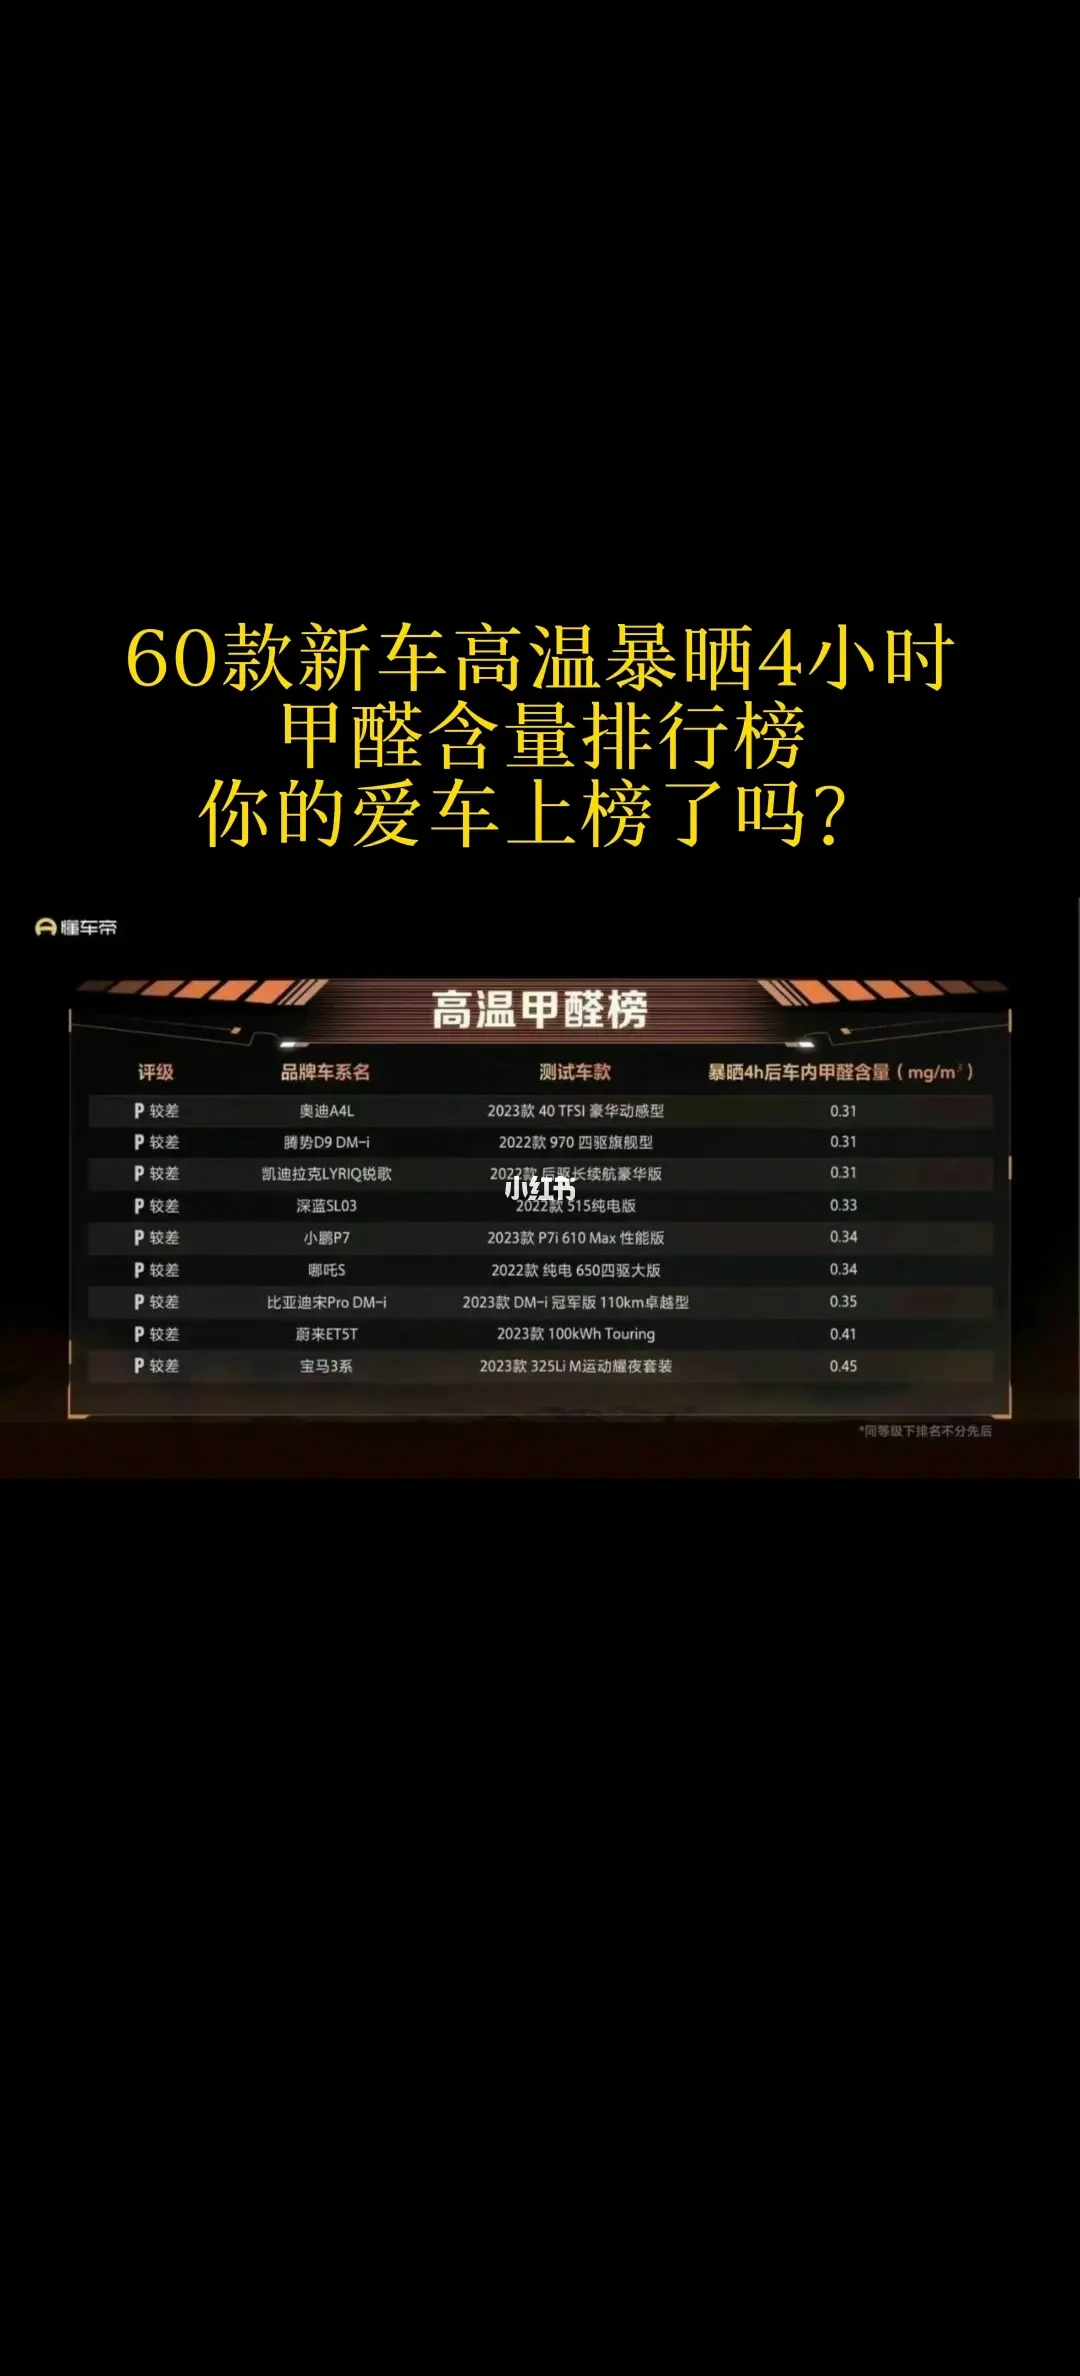 60款新车高温暴晒4小时
甲醛含量排行榜
你的爱车上榜了吗?
懂车帝
高温甲醛榜
评级 品牌车系名 测试车款 暴晒4h后车内甲醛含量（mg/m³）
P 较差 奥迪A4L 2023款 40 TFSI 豪华动感型 0.31
P 较差 腾势D9 DM-i 2022款 970 四驱旗舰型 0.31
P 较差 凯迪拉克LYRIQ锐歌 2022款 后驱长续航豪华版 0.31
小红书
P 较差 深蓝SL03 2022款 515纯电版 0.33
P 较差 小鹏P7 2023款 P7i 610 Max 性能版 0.34
P 较差 哪吒S 2022款 纯电 650四驱大版 0.34
P 较差 比亚迪宋Pro DM-i 2023款 DM-i 冠军版 110km卓越型 0.35
P 较差 蔚来ET5T 2023款 100kWh Touring 0.41
P 较差 宝马3系 2023款 325Li M运动曜夜套装 0.45
*同等级下排名不分先后